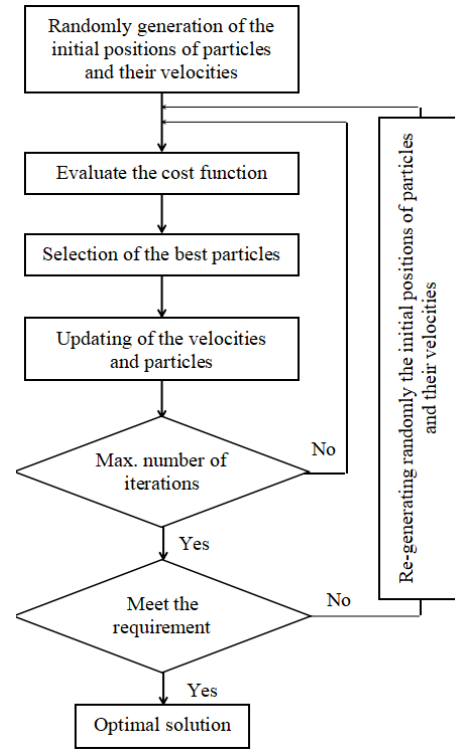 Randomly generation of the
initial positions of particles
and their velocities
Evaluate the cost function
Selection of the best particles
Updating of the velocities
and particles
Max. number of
iterations
No
Yes
Meet the
requirement
No
Yes
Optimal solution
Re-generating randomly the initial positions of particles
and their velocities